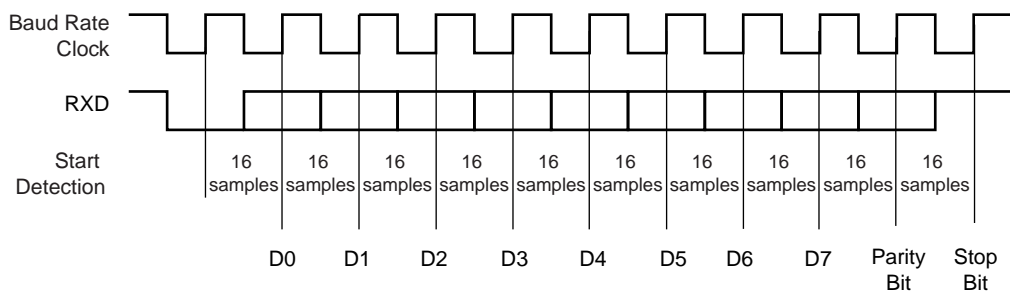 Baud Rate
Clock
RXD
Start
Detection
16 16 16 16 16 16 16 16 16 16
samples samples samples samples samples samples samples samples samples samples
D0 D1 D2 D3 D4 D5 D6 D7 Parity Stop
Bit Bit